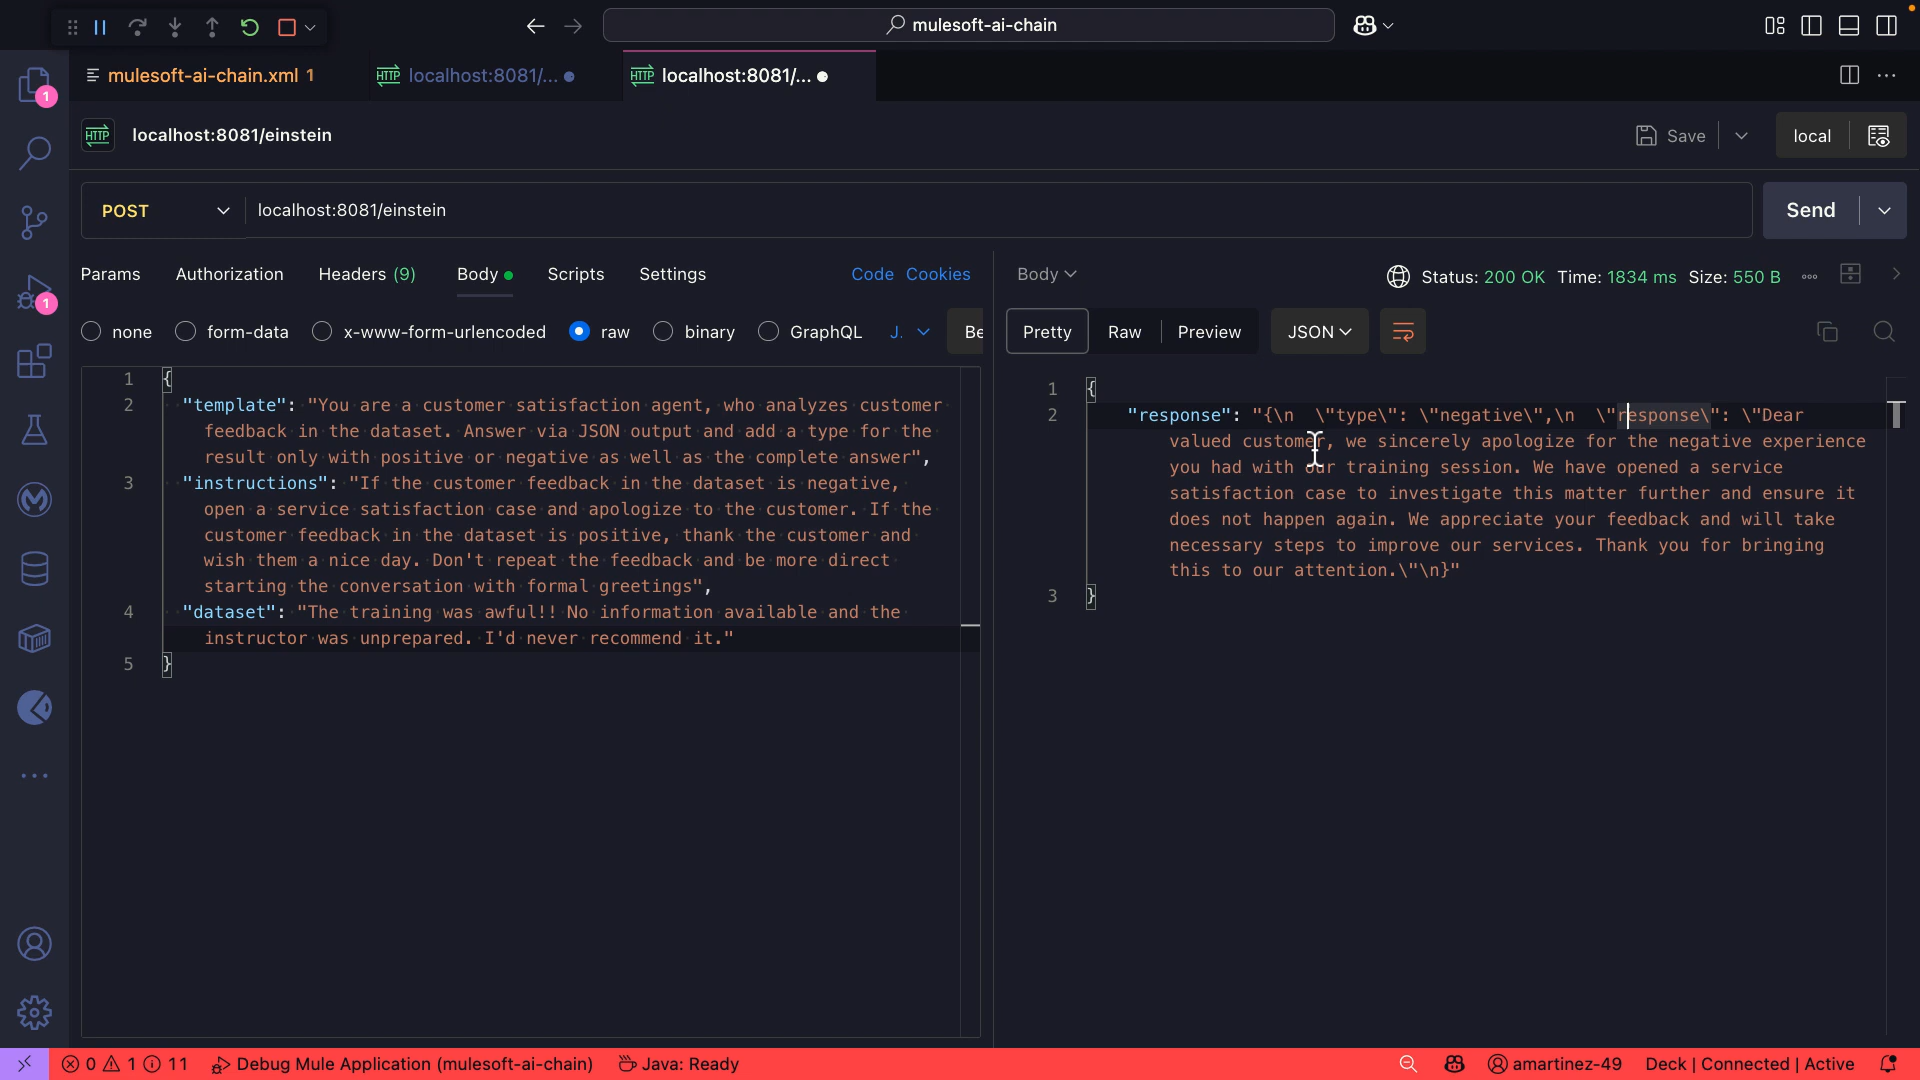 mulesoft-ai-chain
mulesoft-ai-chain.xml 1
HTTP localhost:8081/...
HTTP localhost:8081/...
1
HTTP localhost:8081/einstein
Save
local
POST
localhost:8081/einstein
Send
Params Authorization Headers (9) Body Scripts Settings Code Cookies
Body
Status: 200 OK Time: 1834 ms Size: 550 B
1
none form-data x-www-form-urlencoded raw binary GraphQL J. Be
Pretty Raw Preview JSON
1 {
2 "template": "You are a customer satisfaction agent, who analyzes customer
feedback in the dataset. Answer via JSON output and add a type for the
result only with positive or negative as well as the complete answer",
3 "instructions": "If the customer feedback in the dataset is negative,
open a service satisfaction case and apologize to the customer. If the
customer feedback in the dataset is positive, thank the customer and
wish them a nice day. Don't repeat the feedback and be more direct
starting the conversation with formal greetings",
4 "dataset": "The training was awful!! No information available and the
instructor was unprepared. I'd never recommend it."
5 }
1 {
2 "response": "{\n  \"type\": \"negative\",\n  \"response\": \"Dear
valued customer, we sincerely apologize for the negative experience
you had with our training session. We have opened a service
satisfaction case to investigate this matter further and ensure it
does not happen again. We appreciate your feedback and will take
necessary steps to improve our services. Thank you for bringing
this to our attention.\"\n}"
3 }
0 1 11 Debug Mule Application (mulesoft-ai-chain) Java: Ready
amartinez-49 Deck | Connected | Active